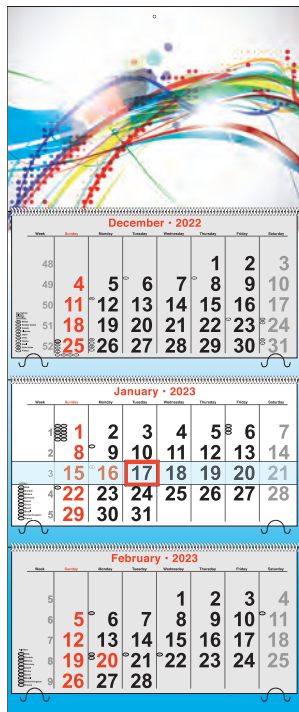 December • 2022
Week Sunday Monday Tuesday Wednesday Thursday Friday Saturday
48 1 2 3
49 4 5 6 7 8 9 10
50 11 12 13 14 15 16 17
51 18 19 20 21 22 23 24
52 25 26 27 28 29 30 31
January • 2023
Week Sunday Monday Tuesday Wednesday Thursday Friday Saturday
1 1 2 3 4 5 6 7
2 8 9 10 11 12 13 14
3 15 16 17 18 19 20 21
4 22 23 24 25 26 27 28
5 29 30 31
February • 2023
Week Sunday Monday Tuesday Wednesday Thursday Friday Saturday
5 1 2 3 4
6 5 6 7 8 9 10 11
7 12 13 14 15 16 17 18
8 19 20 21 22 23 24 25
9 26 27 28